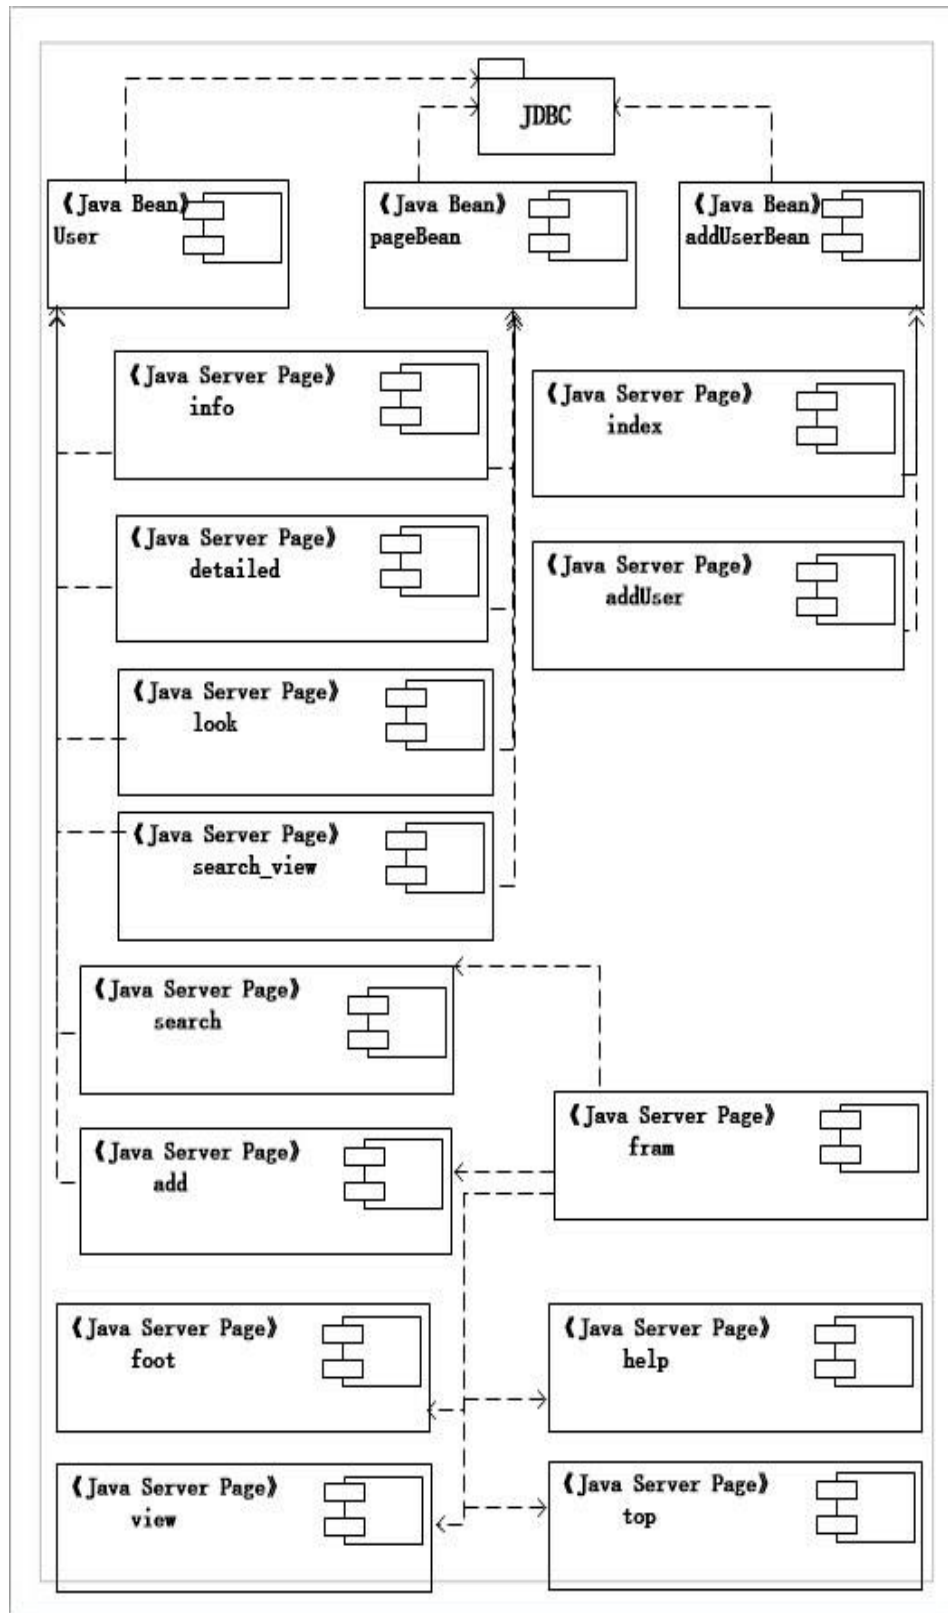 JDBC
《Java Bean》
User
《Java Bean》
pageBean
《Java Bean》
addUserBean
《Java Server Page》
info
《Java Server Page》
index
《Java Server Page》
detailed
《Java Server Page》
addUser
《Java Server Page》
look
《Java Server Page》
search_view
《Java Server Page》
search
《Java Server Page》
fram
《Java Server Page》
add
《Java Server Page》
foot
《Java Server Page》
help
《Java Server Page》
view
《Java Server Page》
top